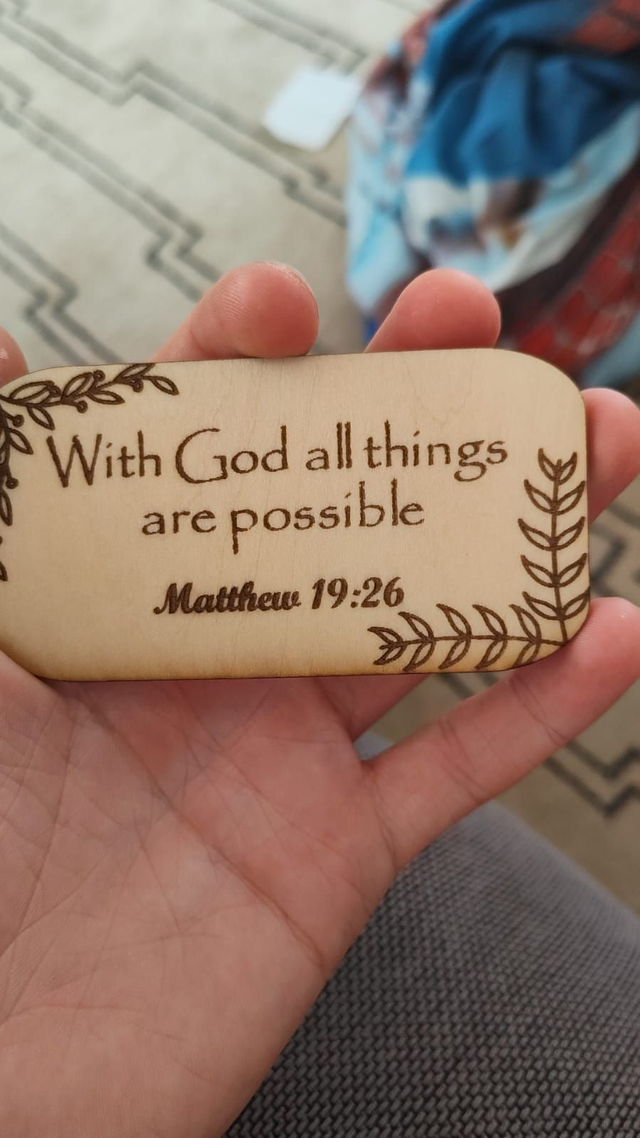 With God all things
are possible
Matthew 19:26